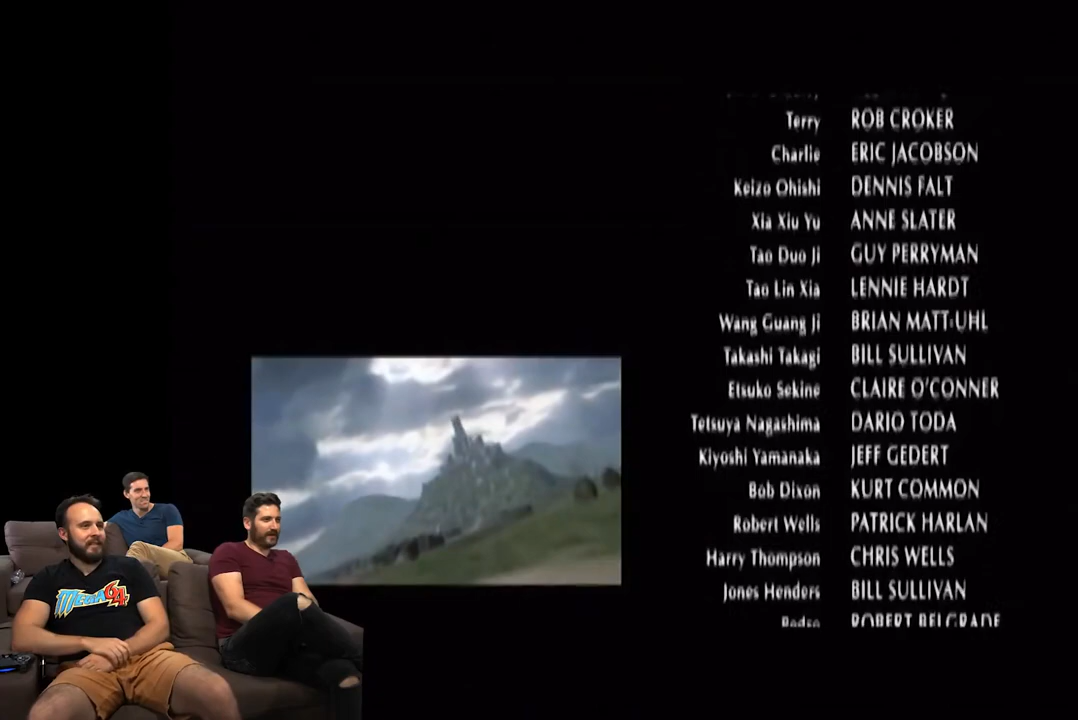 Terry ROB CROKER
Charlie ERIC JACOBSON
Keizo Ohishi DENNIS FALT
Xia Xiu Yu ANNE SLATER
Tao Duo Ji GUY PERRYMAN
Tao Lin Xia LENNIE HARDT
Wang Guang Ji BRIAN MATT-UHL
Takashi Takagi BILL SULLIVAN
Etsuko Sekine CLAIRE O'CONNER
Tetsuya Nagashima DARIO TODA
Kiyoshi Yamanaka JEFF GEDERT
Bob Dixon KURT COMMON
Robert Wells PATRICK HARLAN
Harry Thompson CHRIS WELLS
Jones Henders BILL SULLIVAN
Pedro ROBERT BELGRADE
MEGA64